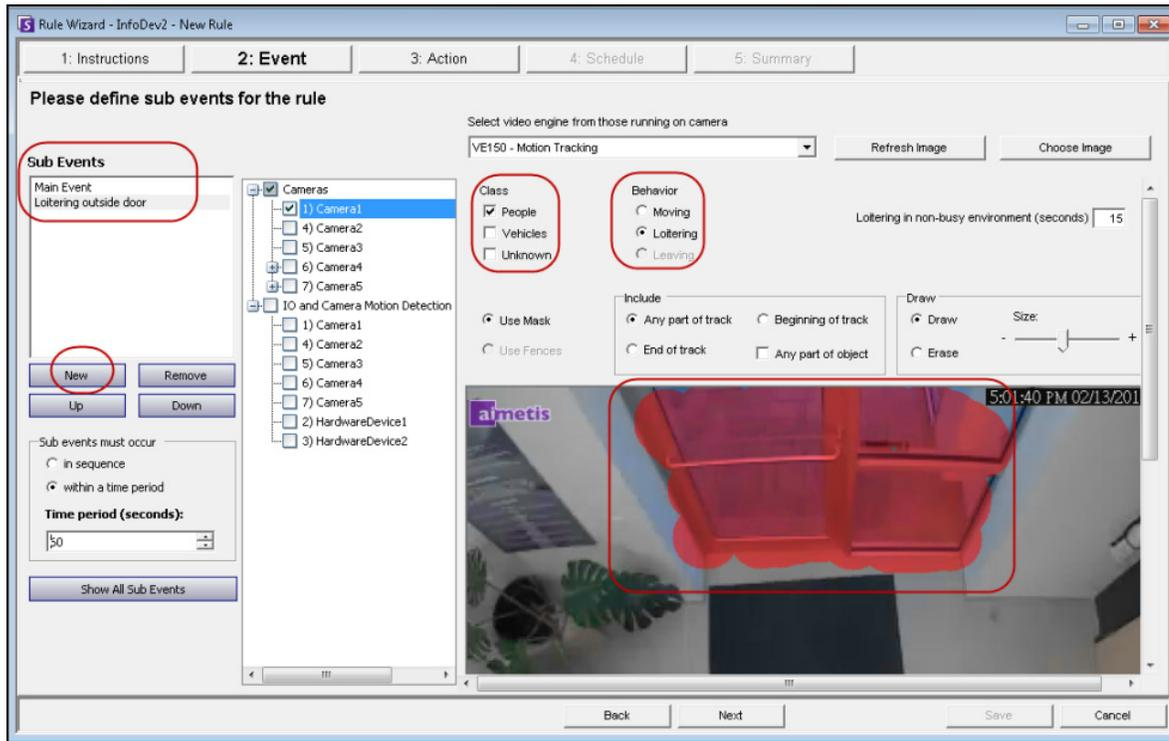 Rule Wizard - InfoDev2 - New Rule
1: Instructions
2: Event
3: Action
4: Schedule
5: Summary
Please define sub events for the rule
Select video engine from those running on camera
VE150 - Motion Tracking
Refresh Image
Choose Image
Sub Events
Main Event
Loitering outside door
New
Remove
Up
Down
Sub events must occur
in sequence
within a time period
Time period (seconds):
50
Show All Sub Events
Cameras
1) Camera1
4) Camera2
5) Camera3
6) Camera4
7) Camera5
IO and Camera Motion Detection
1) Camera1
4) Camera2
5) Camera3
6) Camera4
7) Camera5
2) HardwareDevice1
3) HardwareDevice2
Class
People
Vehicles
Unknown
Behavior
Moving
Loitering
Leaving
Loitering in non-busy environment (seconds) 15
Use Mask
Use Fences
Include
Any part of track
Beginning of track
End of track
Any part of object
Draw
Draw
Erase
Size:
- +
aimetis
5:01:40 PM 02/13/201
Back
Next
Save
Cancel